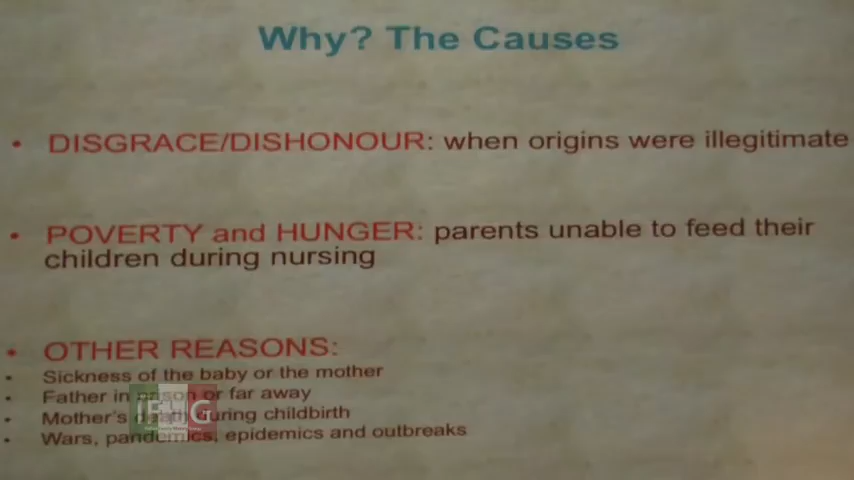 Why? The Causes
• DISGRACE/DISHONOUR: when origins were illegitimate
• POVERTY and HUNGER: parents unable to feed their
children during nursing
• OTHER REASONS:
• Sickness of the baby or the mother
• Father in prison or far away
• Mother's death during childbirth
• Wars, pandemics, epidemics and outbreaks